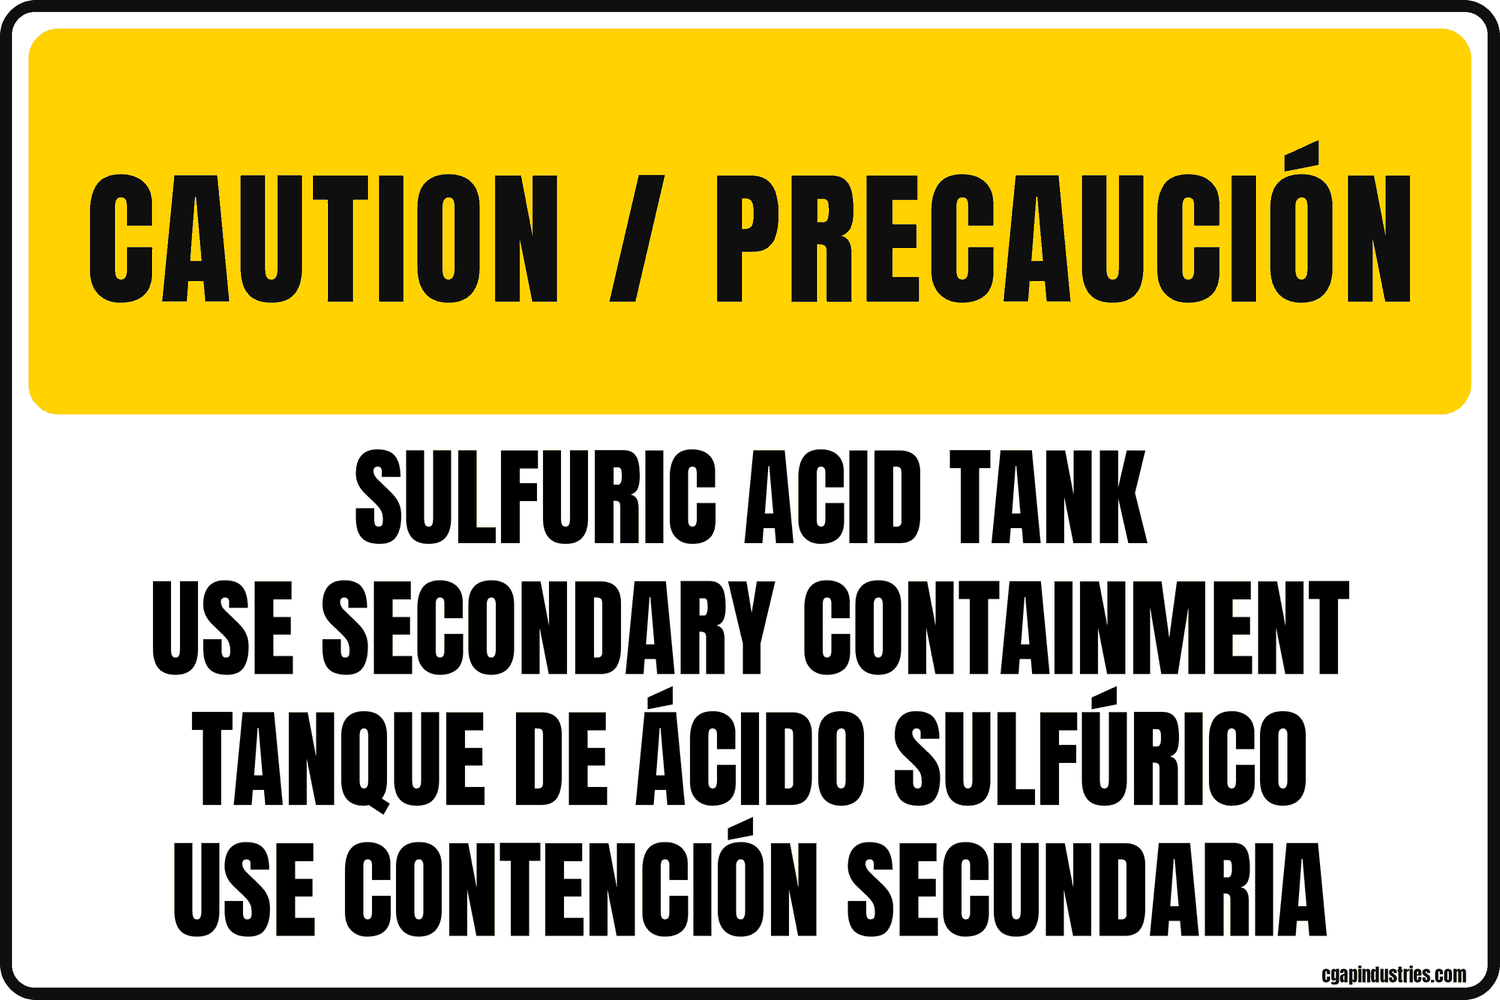 CAUTION / PRECAUCIÓN
SULFURIC ACID TANK
USE SECONDARY CONTAINMENT
TANQUE DE ÁCIDO SULFÚRICO
USE CONTENCIÓN SECUNDARIA
cgapindustries.com